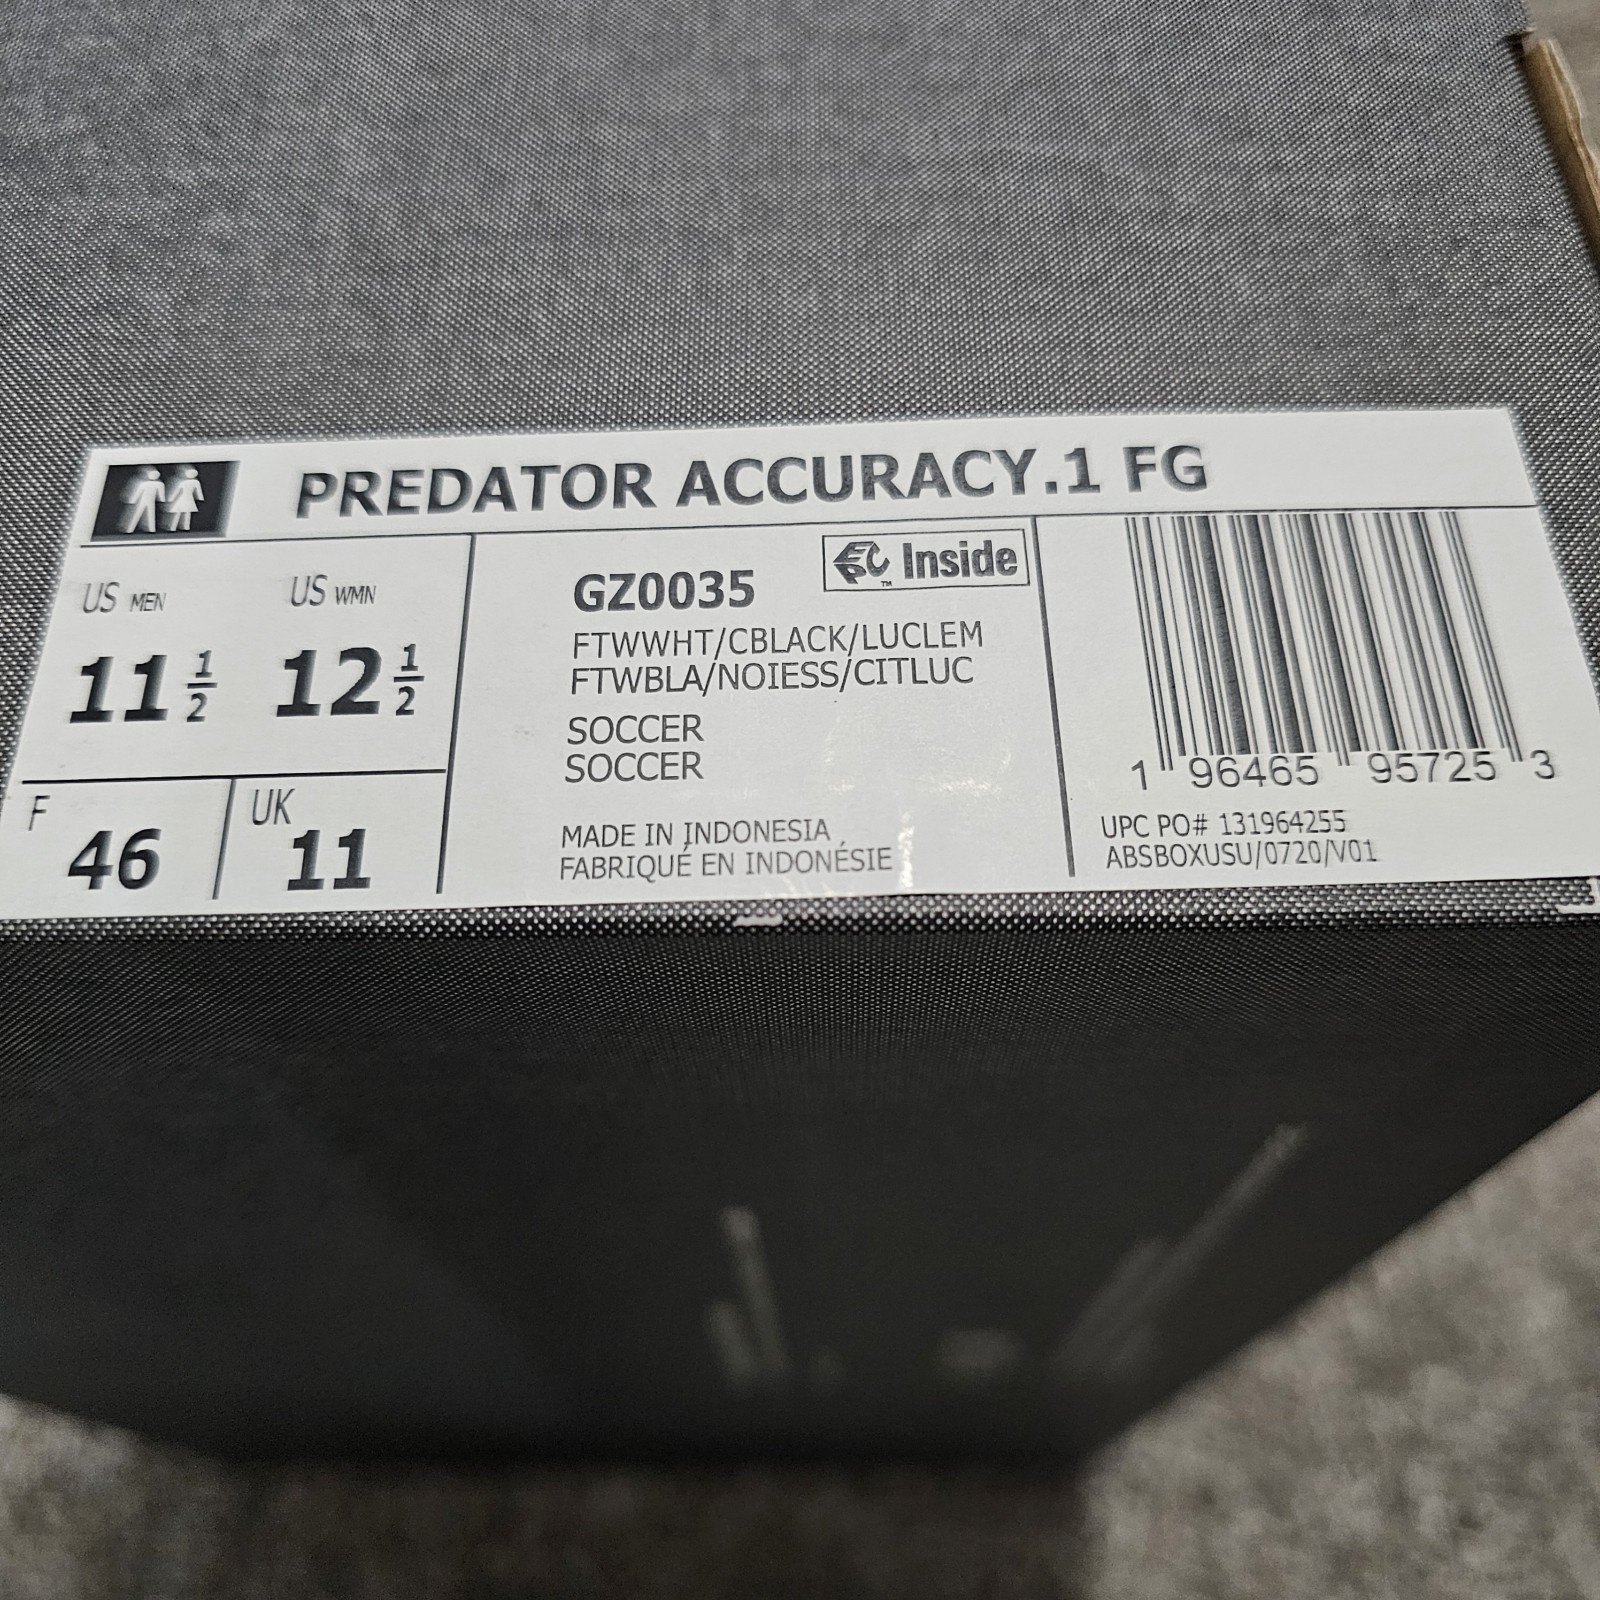 PREDATOR ACCURACY.1 FG
US MEN US WMN
11 1/2 12 1/2
F 46 UK 11
GZ0035
EPC Inside
™
FTWWHT/CBLACK/LUCLEM
FTWBLA/NOIESS/CITLUC
SOCCER
SOCCER
MADE IN INDONESIA
FABRIQUÉ EN INDONÉSIE
1 96465 95725 3
UPC PO# 131964255
ABSBOXUSU/0720/V01